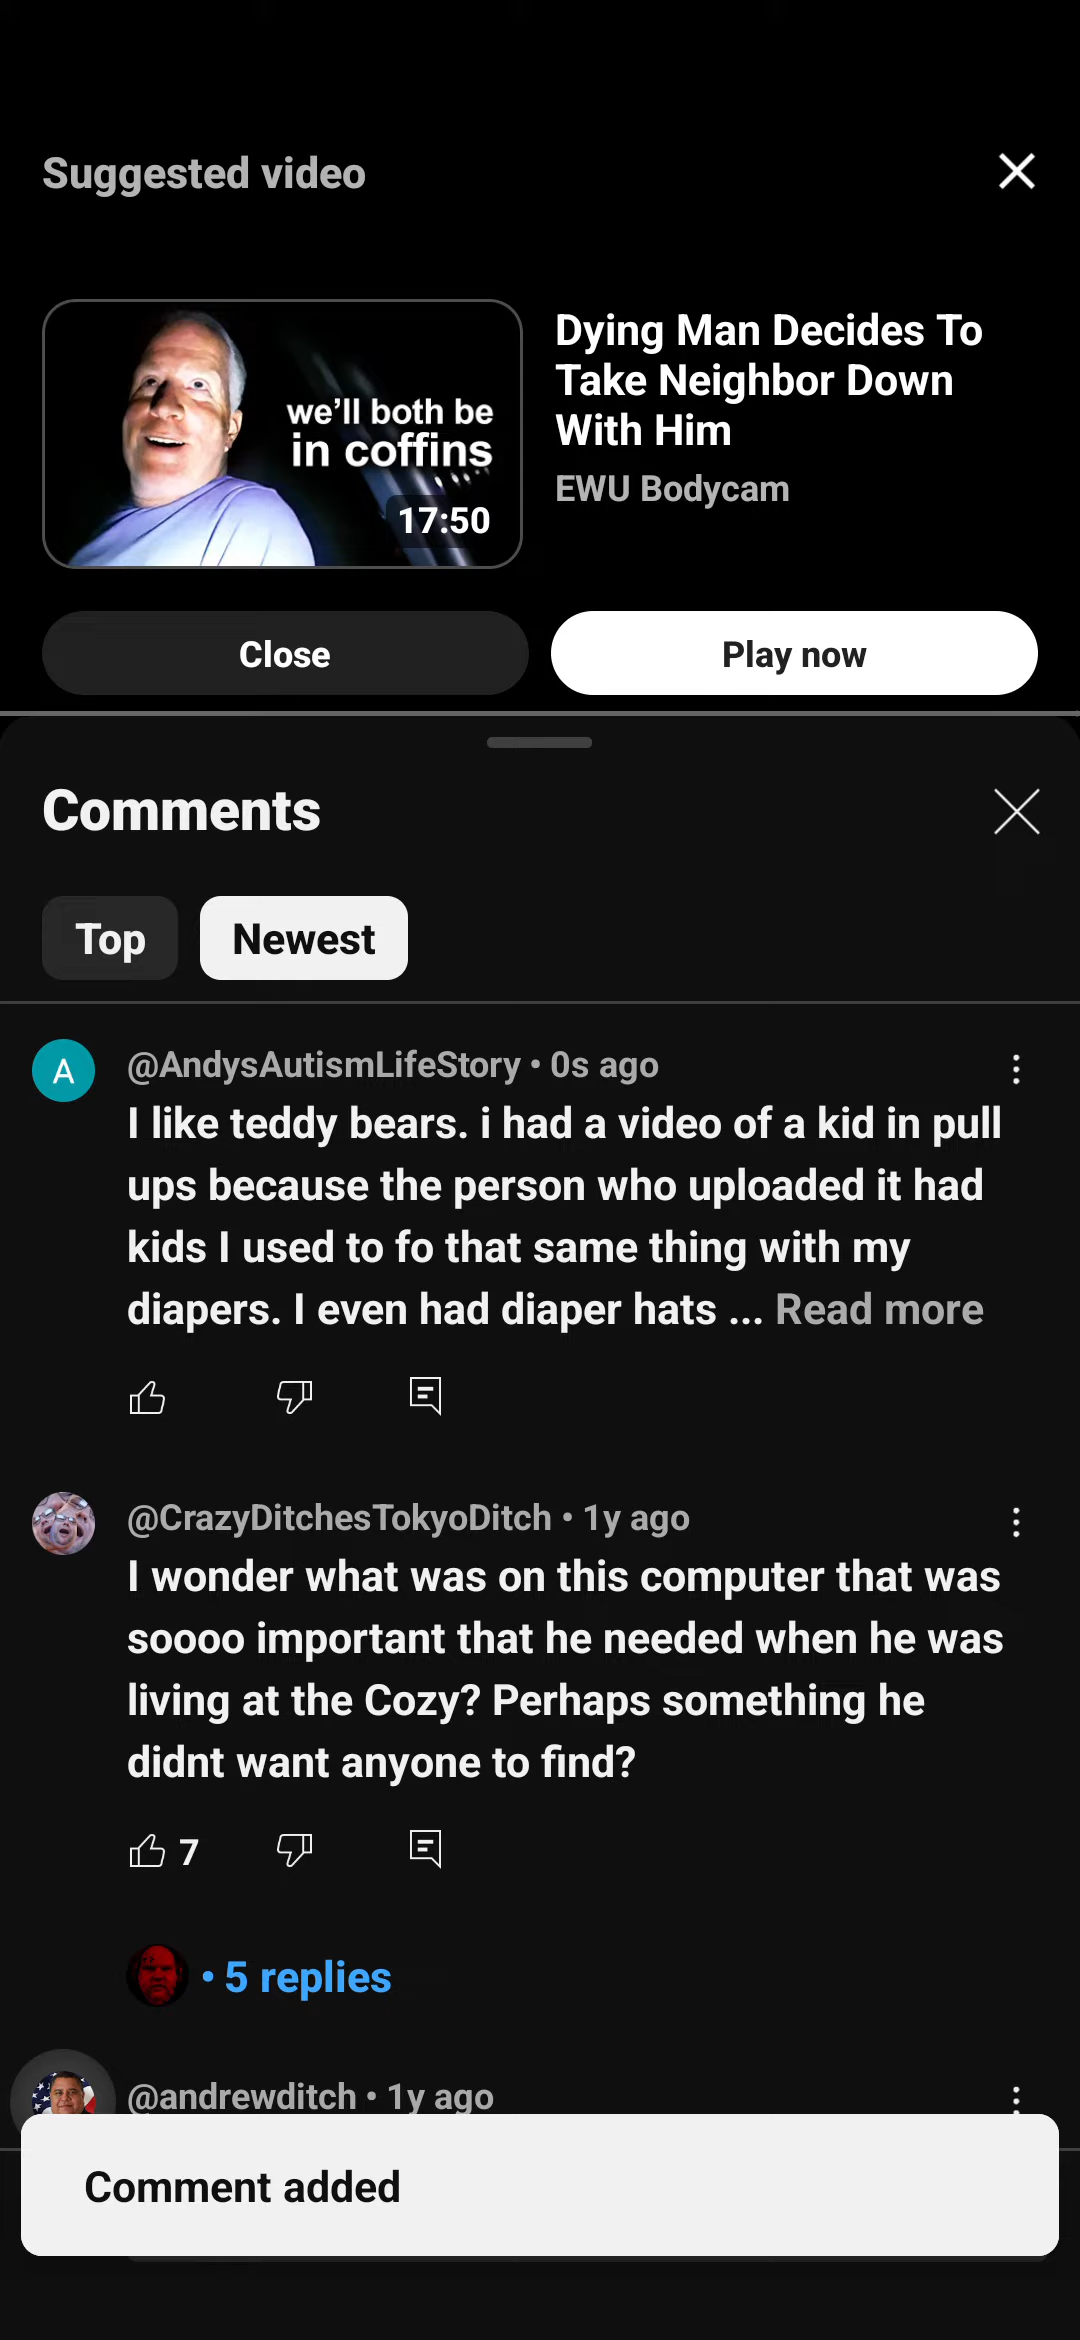 Suggested video
we'll both be
in coffins
17:50
Dying Man Decides To
Take Neighbor Down
With Him
EWU Bodycam
Close
Play now
Comments
Top
Newest
A
@AndysAutismLifeStory • 0s ago
I like teddy bears. i had a video of a kid in pull
ups because the person who uploaded it had
kids I used to fo that same thing with my
diapers. I even had diaper hats ... Read more
@CrazyDitchesTokyoDitch • 1y ago
I wonder what was on this computer that was
soooo important that he needed when he was
living at the Cozy? Perhaps something he
didnt want anyone to find?
7
• 5 replies
@andrewditch • 1y ago
Comment added